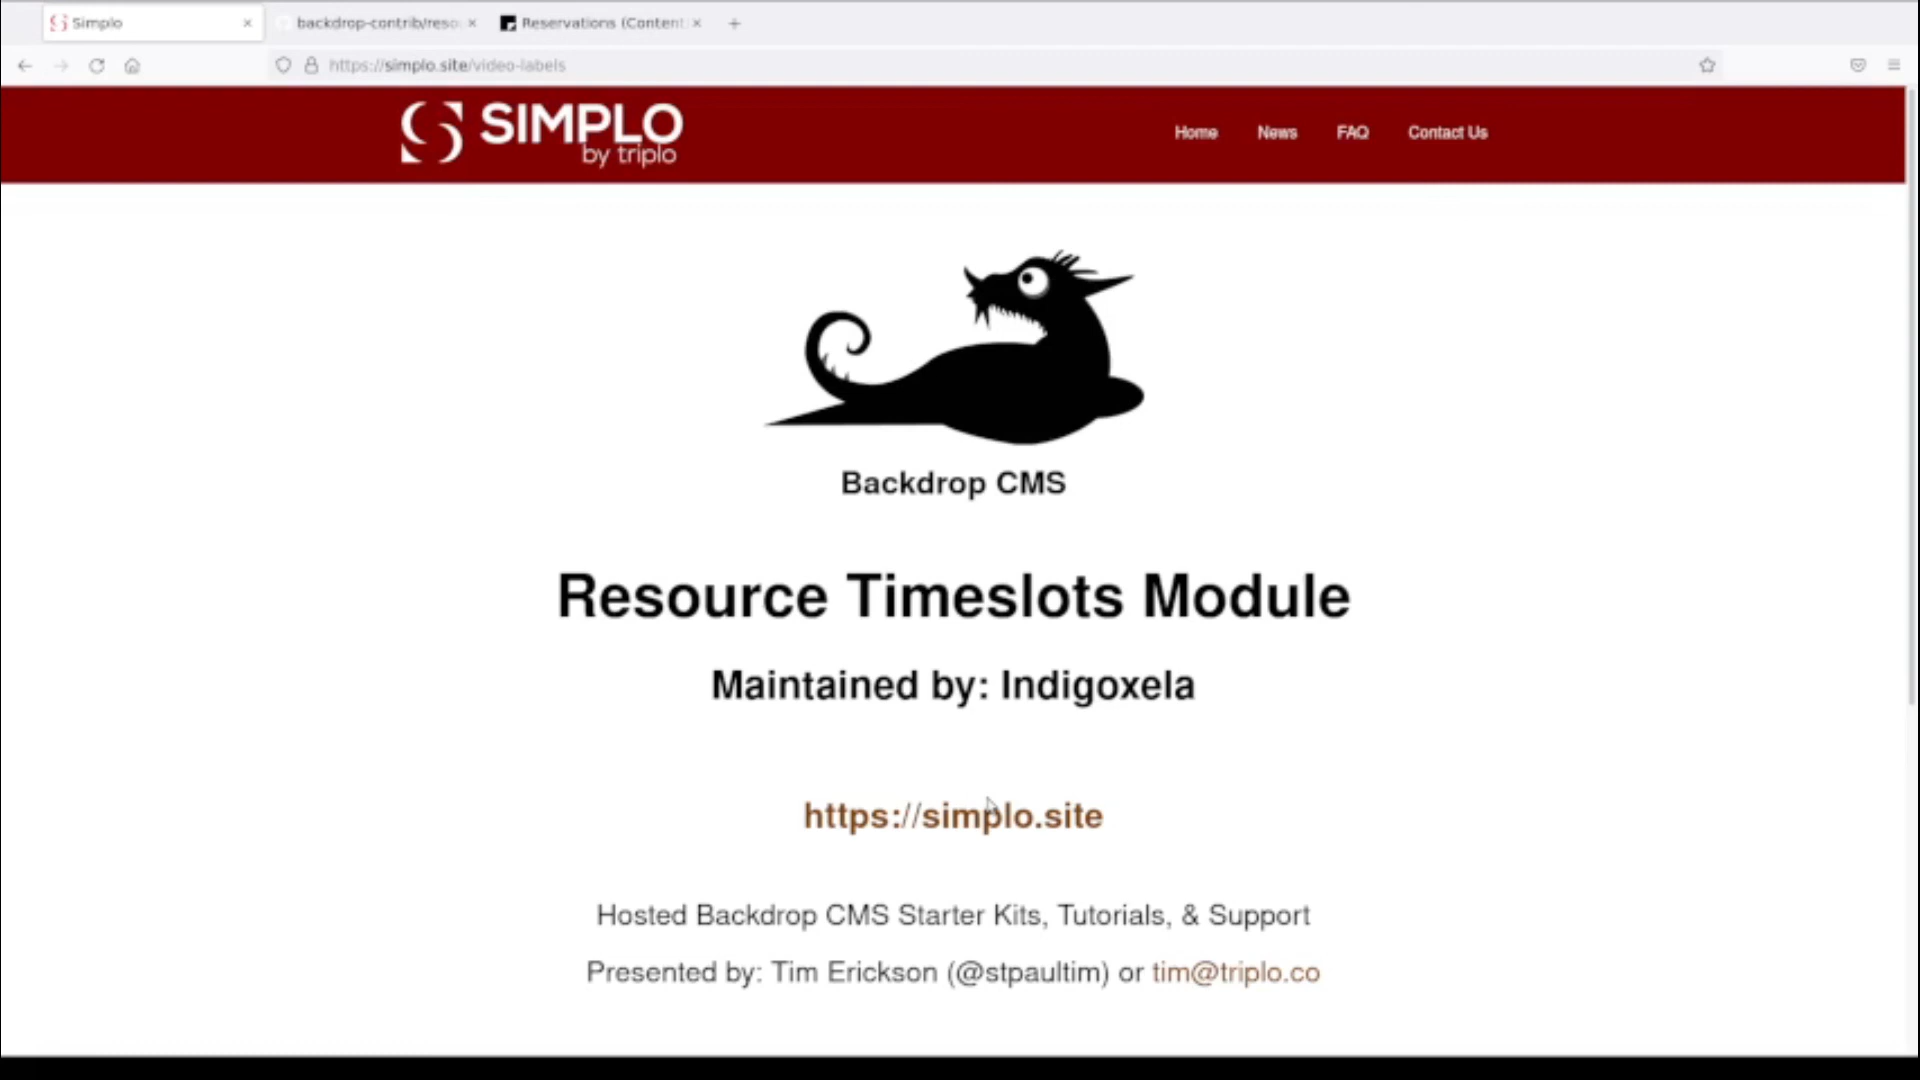 Simplo
backdrop-contrib/reso
Reservations (Content
https://simplo.site/video-labels
SIMPLO
by triplo
Home News FAQ Contact Us
Backdrop CMS
Resource Timeslots Module
Maintained by: Indigoxela
https://simplo.site
Hosted Backdrop CMS Starter Kits, Tutorials, & Support
Presented by: Tim Erickson (@stpaultim) or tim@triplo.co